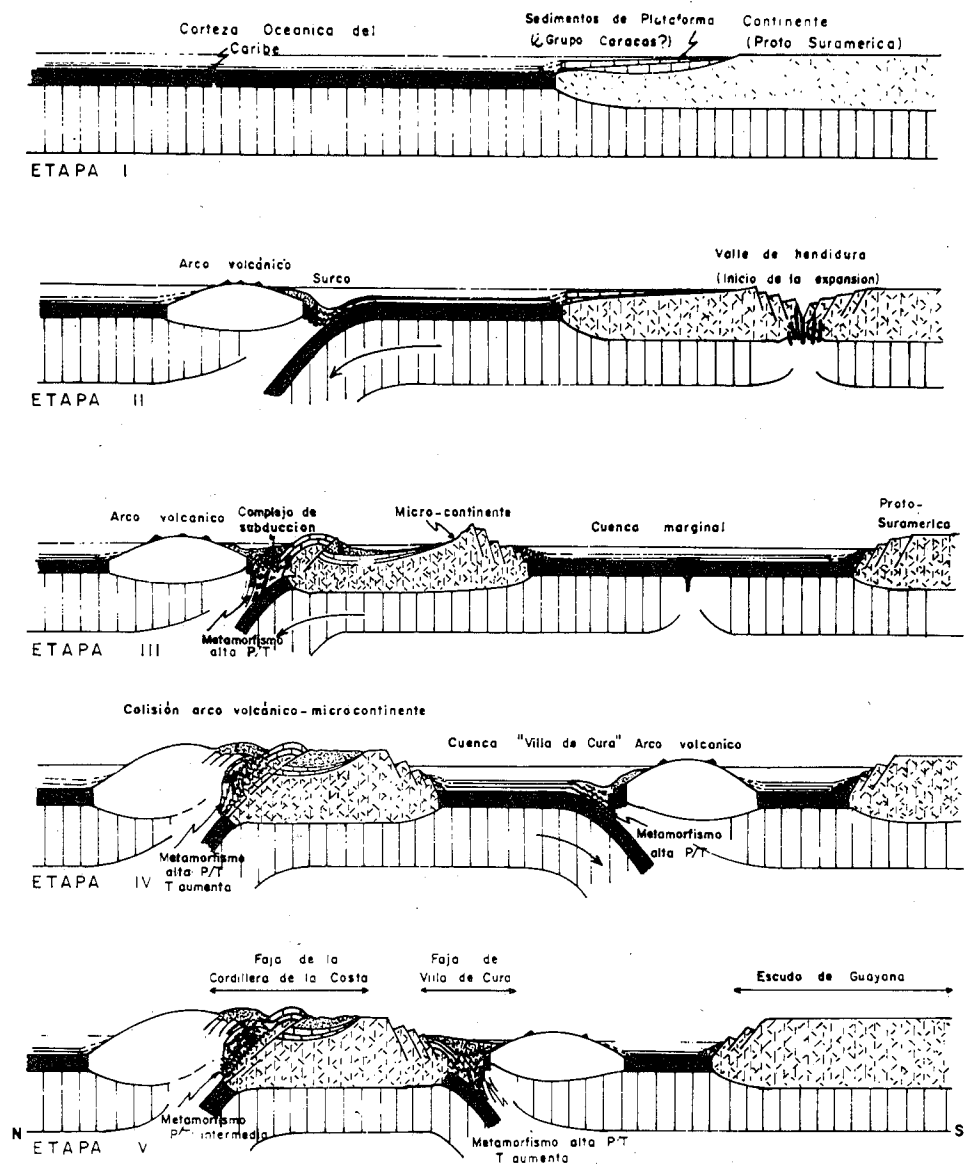 Corteza Oceanica del
Caribe
Sedimentos de Plataforma
(¿Grupo Caracas?)
Continente
(Proto Suramerica)
ETAPA I
Arco volcánico
Surco
Valle de hendidura
(Inicio de la expansion)
ETAPA II
Arco volcanico
Complejo de
subduccion
Micro-continente
Cuenca marginal
Proto-
Suramerica
Metamorfismo
alta P/T
ETAPA III
Colisión arco volcánico-microcontinente
Cuenca "Villa de Cura"
Arco volcanico
Metamorfismo
alta P/T
T aumenta
Metamorfismo
alta P/T
ETAPA IV
Faja de la
Cordillera de la Costa
Faja de
Villa de Cura
Escudo de Guayana
Metamorfismo
P/T intermedia
Metamorfismo alta P/T
T aumenta
N
S
ETAPA V